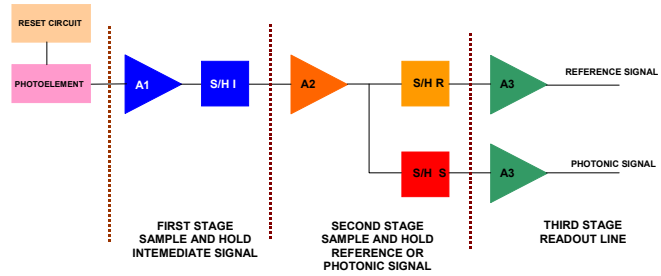 RESET CIRCUIT
PHOTOELEMENT
A1
S/H I
A2
S/H R
A3
REFERENCE SIGNAL
S/H S
A3
PHOTONIC SIGNAL
FIRST STAGE
SAMPLE AND HOLD
INTEMEDIATE SIGNAL
SECOND STAGE
SAMPLE AND HOLD
REFERENCE OR
PHOTONIC SIGNAL
THIRD STAGE
READOUT LINE